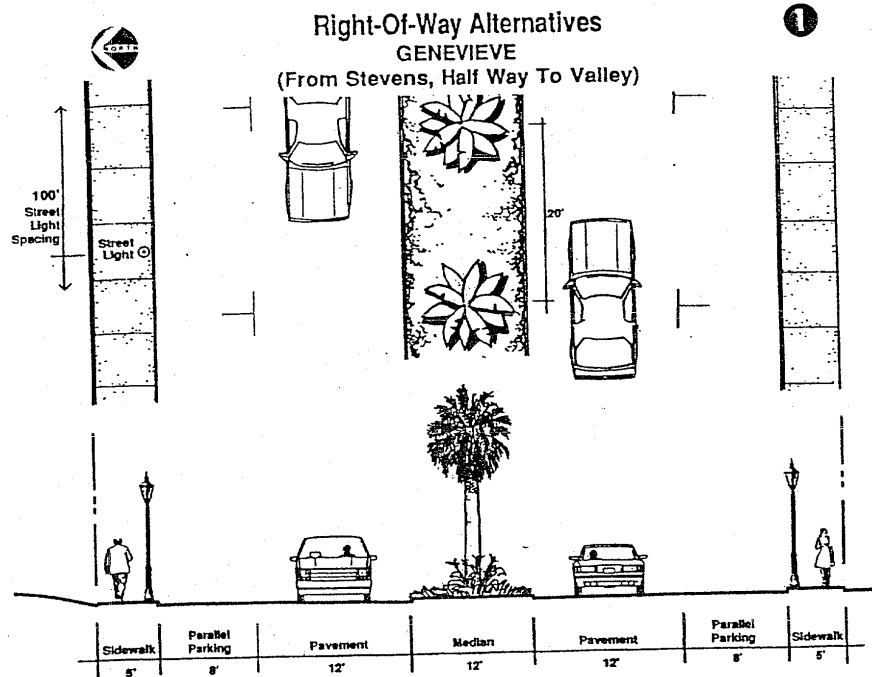 NORTH
Right-Of-Way Alternatives
1
GENEVIEVE
(From Stevens, Half Way To Valley)
100'
Street
Light
Spacing
Street
Light
20'
Sidewalk
Parallel
Parking
Pavement
Median
Pavement
Parallel
Parking
Sidewalk
5'
8'
12'
12'
12'
8'
5'